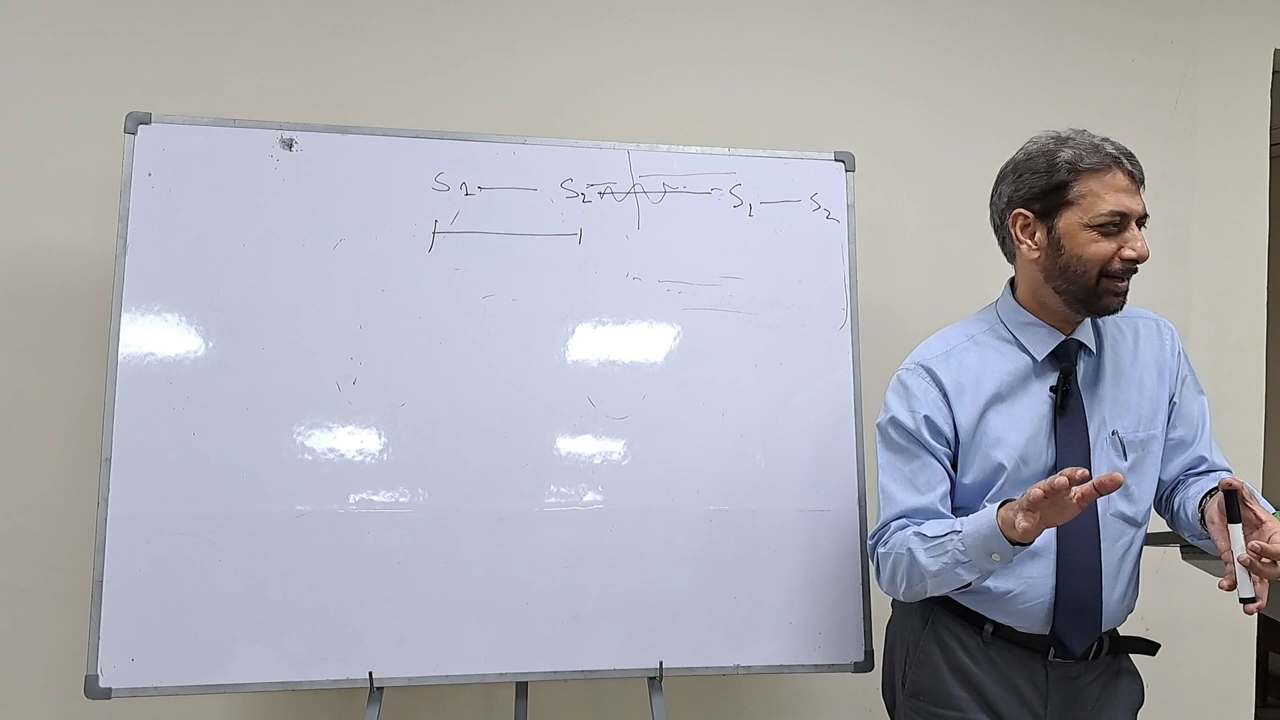 S1 — S2 — S1 — S2